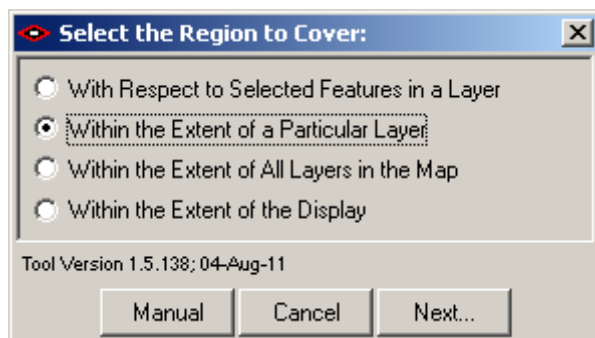 Select the Region to Cover:
With Respect to Selected Features in a Layer
Within the Extent of a Particular Layer
Within the Extent of All Layers in the Map
Within the Extent of the Display
Tool Version 1.5.138; 04-Aug-11
Manual Cancel Next...